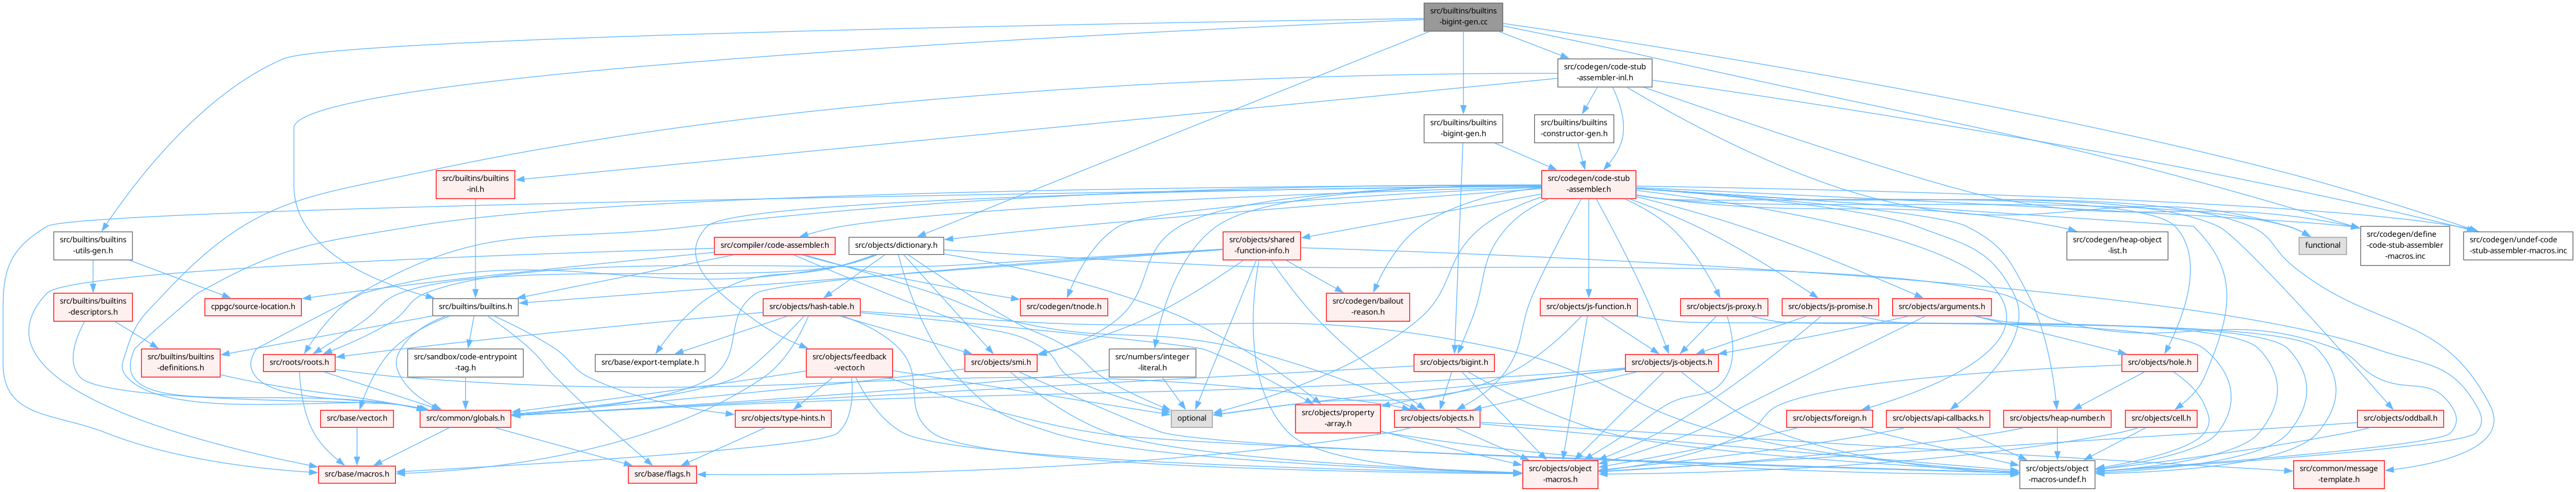 src/builtins/builtins
-bigint-gen.cc
src/codegen/code-stub
-assembler-inl.h
src/builtins/builtins
-bigint-gen.h
src/builtins/builtins
-constructor-gen.h
src/builtins/builtins
-inl.h
src/codegen/code-stub
-assembler.h
src/builtins/builtins
-utils-gen.h
src/compiler/code-assembler.h
src/objects/dictionary.h
src/objects/shared
-function-info.h
src/codegen/heap-object
-list.h
functional
src/codegen/define
-code-stub-assembler
-macros.inc
src/codegen/undef-code
-stub-assembler-macros.inc
src/builtins/builtins
-descriptors.h
cppgc/source-location.h
src/builtins/builtins.h
src/objects/hash-table.h
src/codegen/tnode.h
src/codegen/bailout
-reason.h
src/objects/js-function.h
src/objects/js-proxy.h
src/objects/js-promise.h
src/objects/arguments.h
src/builtins/builtins
-definitions.h
src/roots/roots.h
src/sandbox/code-entrypoint
-tag.h
src/base/export-template.h
src/objects/feedback
-vector.h
src/objects/smi.h
src/numbers/integer
-literal.h
src/objects/bigint.h
src/objects/js-objects.h
src/objects/hole.h
src/base/vector.h
src/common/globals.h
src/objects/type-hints.h
optional
src/objects/property
-array.h
src/objects/objects.h
src/objects/foreign.h
src/objects/api-callbacks.h
src/objects/heap-number.h
src/objects/cell.h
src/objects/oddball.h
src/base/macros.h
src/base/flags.h
src/objects/object
-macros.h
src/objects/object
-macros-undef.h
src/common/message
-template.h